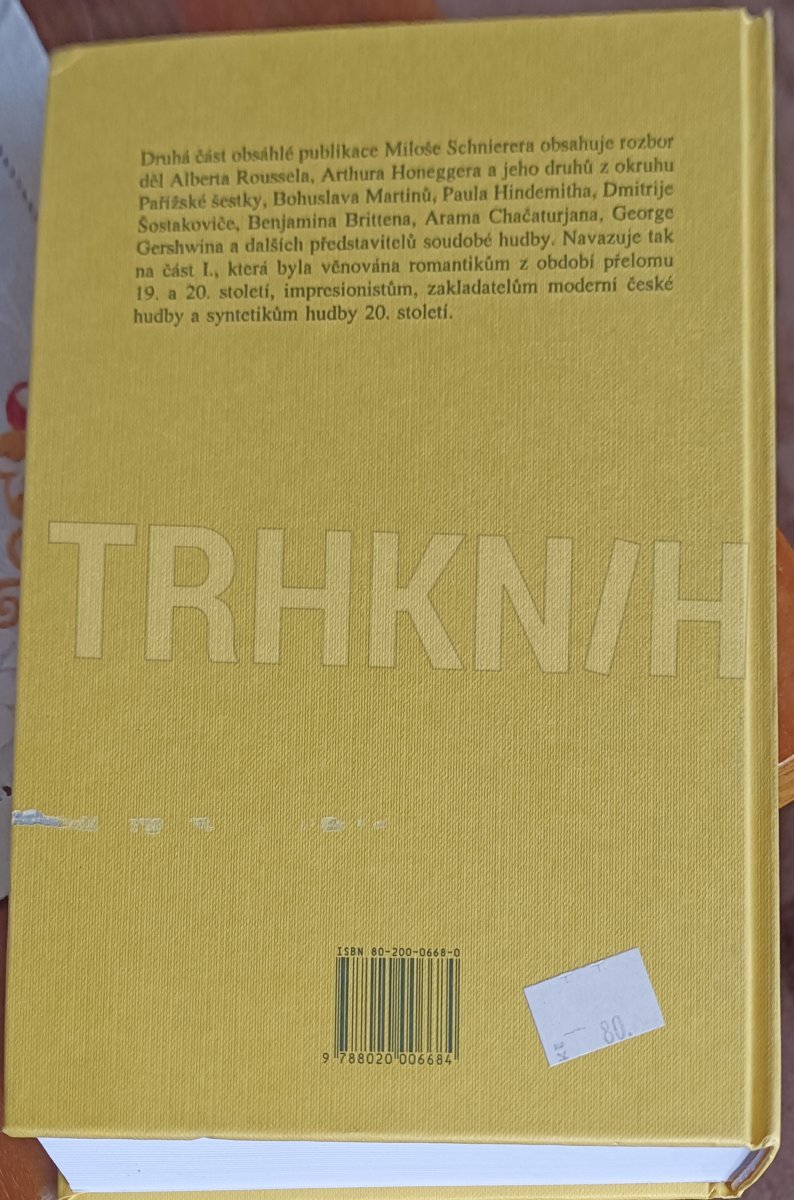 Druhá část obsáhlé publikace Miloše Schnierera obsahuje rozbor
děl Alberta Roussela, Arthura Honeggera a jeho druhů z okruhu
Pařížské šestky, Bohuslava Martinů, Paula Hindemitha, Dmitrije
Šostakoviče, Benjamina Brittena, Arama Chačaturjana, George
Gershwina a dalších představitelů soudobé hudby. Navazuje tak
na část I., která byla věnována romantikům z období přelomu
19. a 20. století, impresionistům, zakladatelům moderní české
hudby a syntetikům hudby 20. století.
TRHKN/H
ISBN 80-200-0668-0
9 788020 006684
Kč — 80.